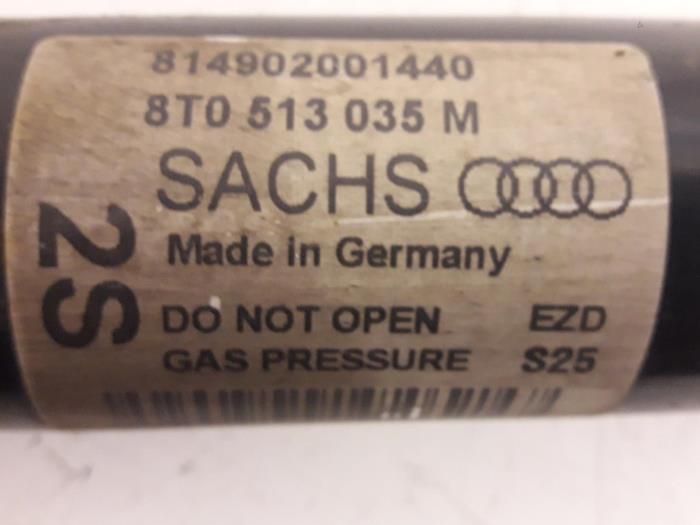 814902001440
8T0 513 035 M
SACHS
Made in Germany
DO NOT OPEN EZD
GAS PRESSURE S25
2S